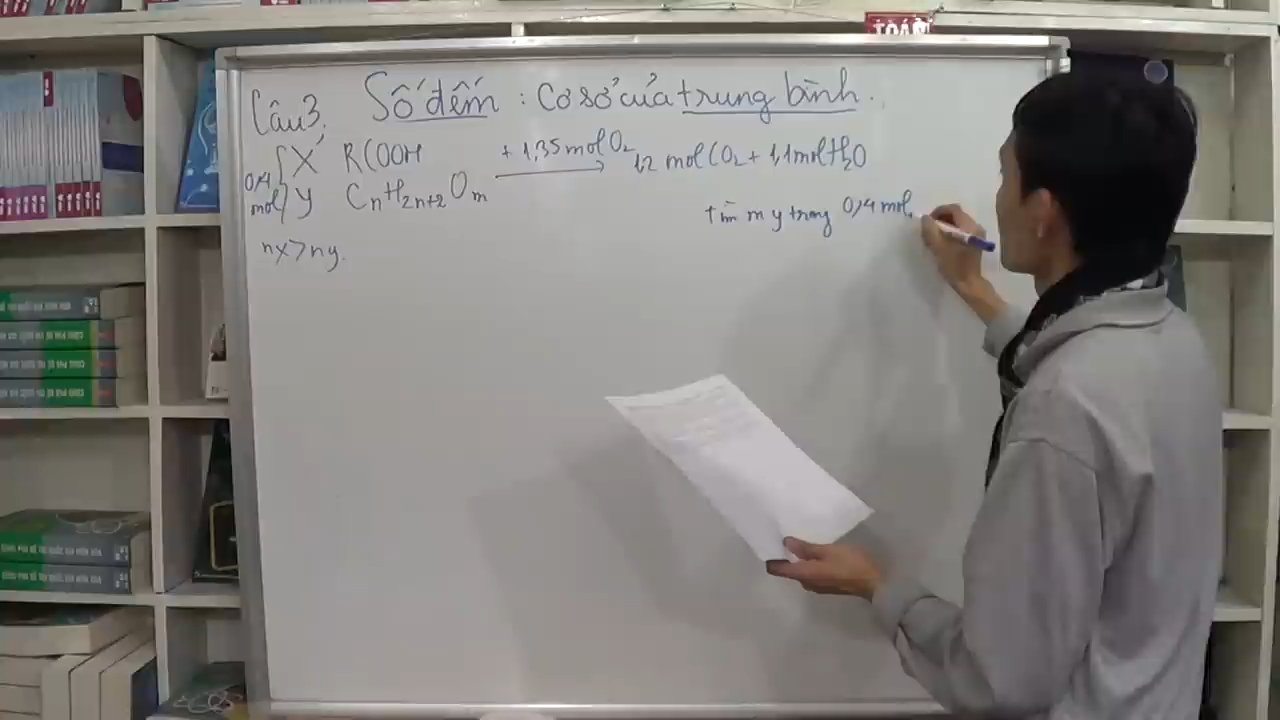 TOÁN
Số đếm : Cơ sở của trung bình.
Câu 3,
X RCOOH + 1,35 mol O2 1,2 mol CO2 + 1,1 mol H2O
0,4 mol
Y CnH2n+2Om
tìm m y trong 0,4 mol
nx > ny.